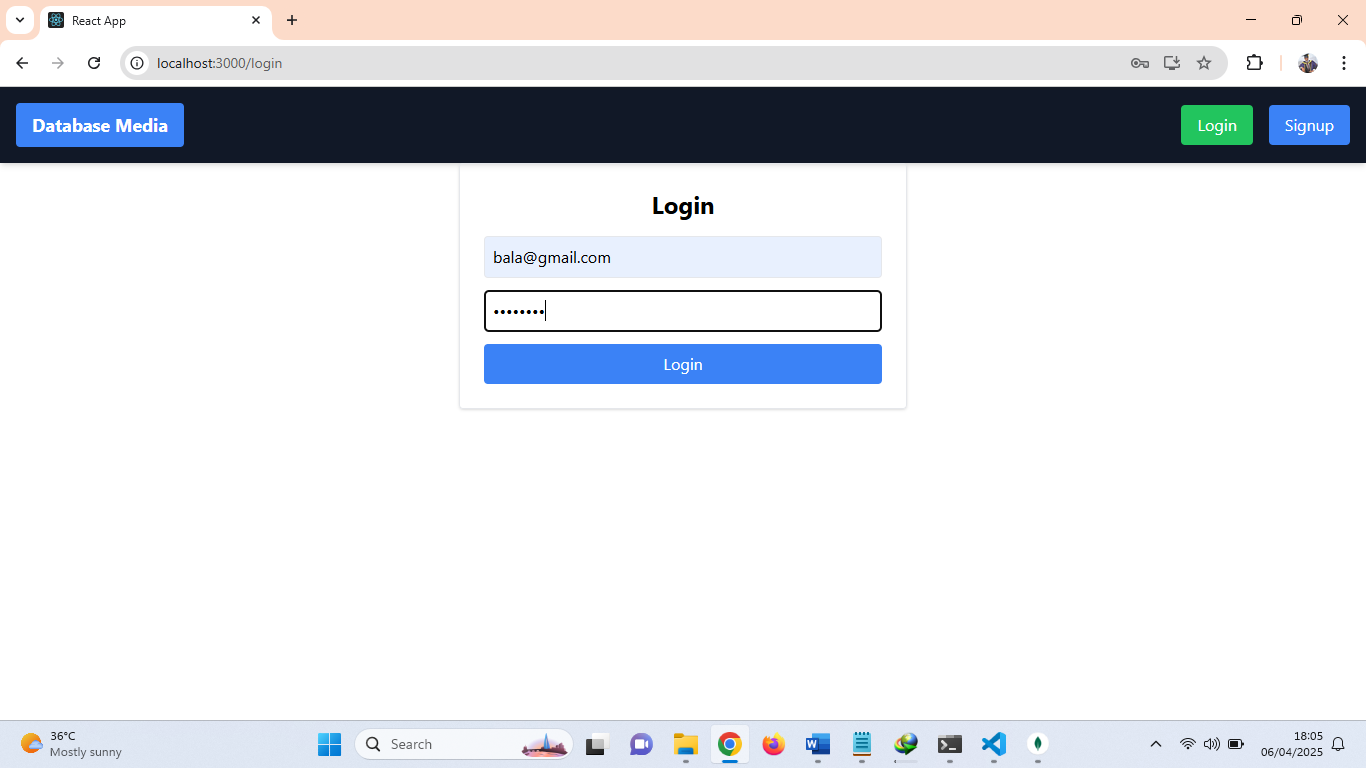 React App
localhost:3000/login
Database Media
Login
Signup
Login
bala@gmail.com
••••••••
Login
36°C
Mostly sunny
Search
18:05
06/04/2025